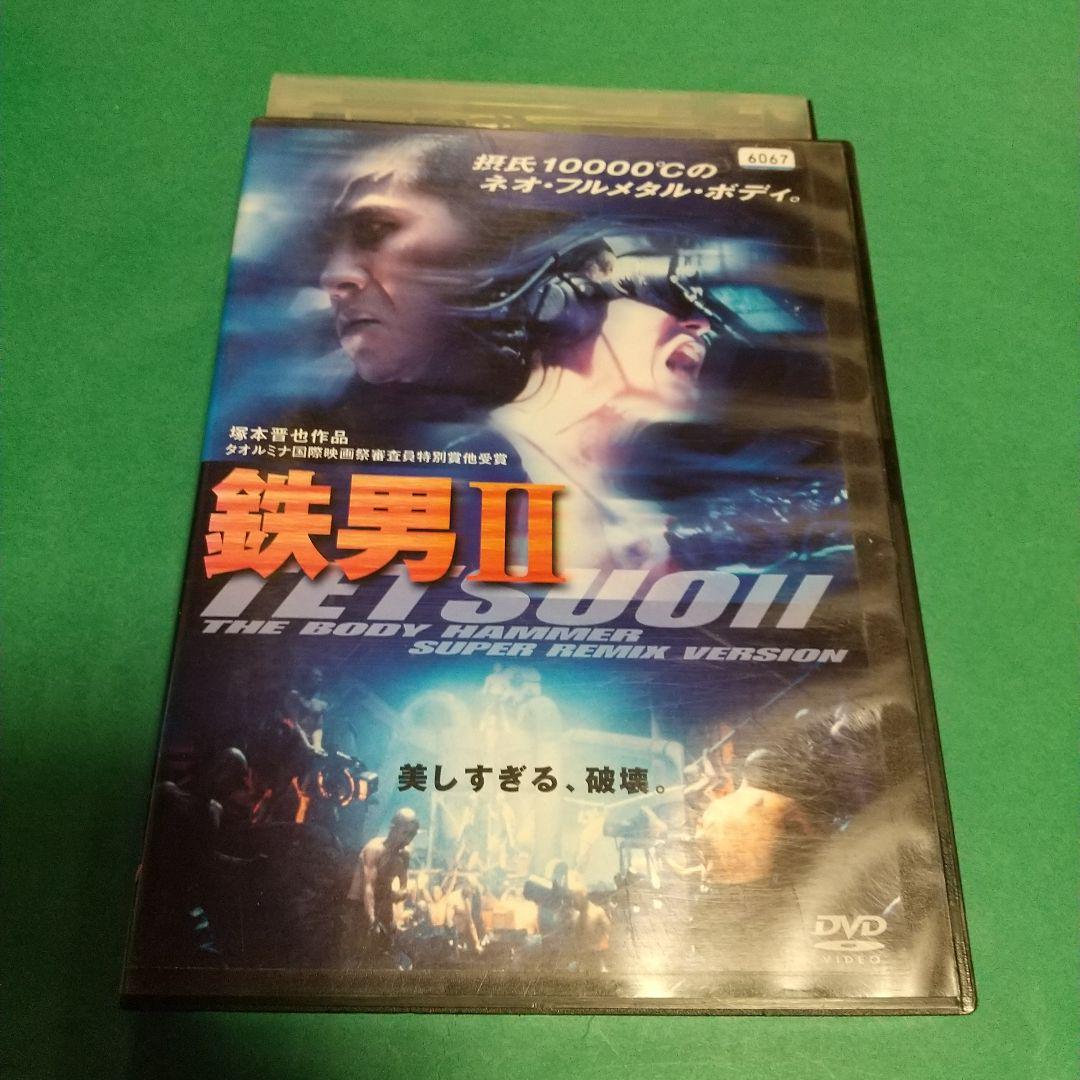 6067
摂氏10000℃の
ネオ・フルメタル・ボディ。
塚本晋也作品
タオルミナ国際映画祭審査員特別賞他受賞
鉄男II
TETSUOII
THE BODY HAMMER
SUPER REMIX VERSION
美しすぎる、破壊。
DVD
VIDEO